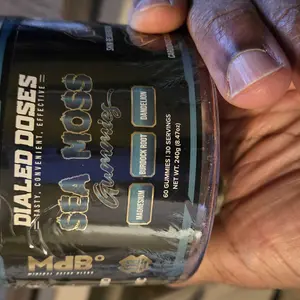 DIALED DOSES
TASTY. CONVENIENT. EFFECTIVE
SEA MOSS
Gummies
MAGNESIUM
BURDOCK ROOT
DANDELION
60 GUMMIES | 30 SERVINGS
NET WT. 240g (8.47oz)
MDB°